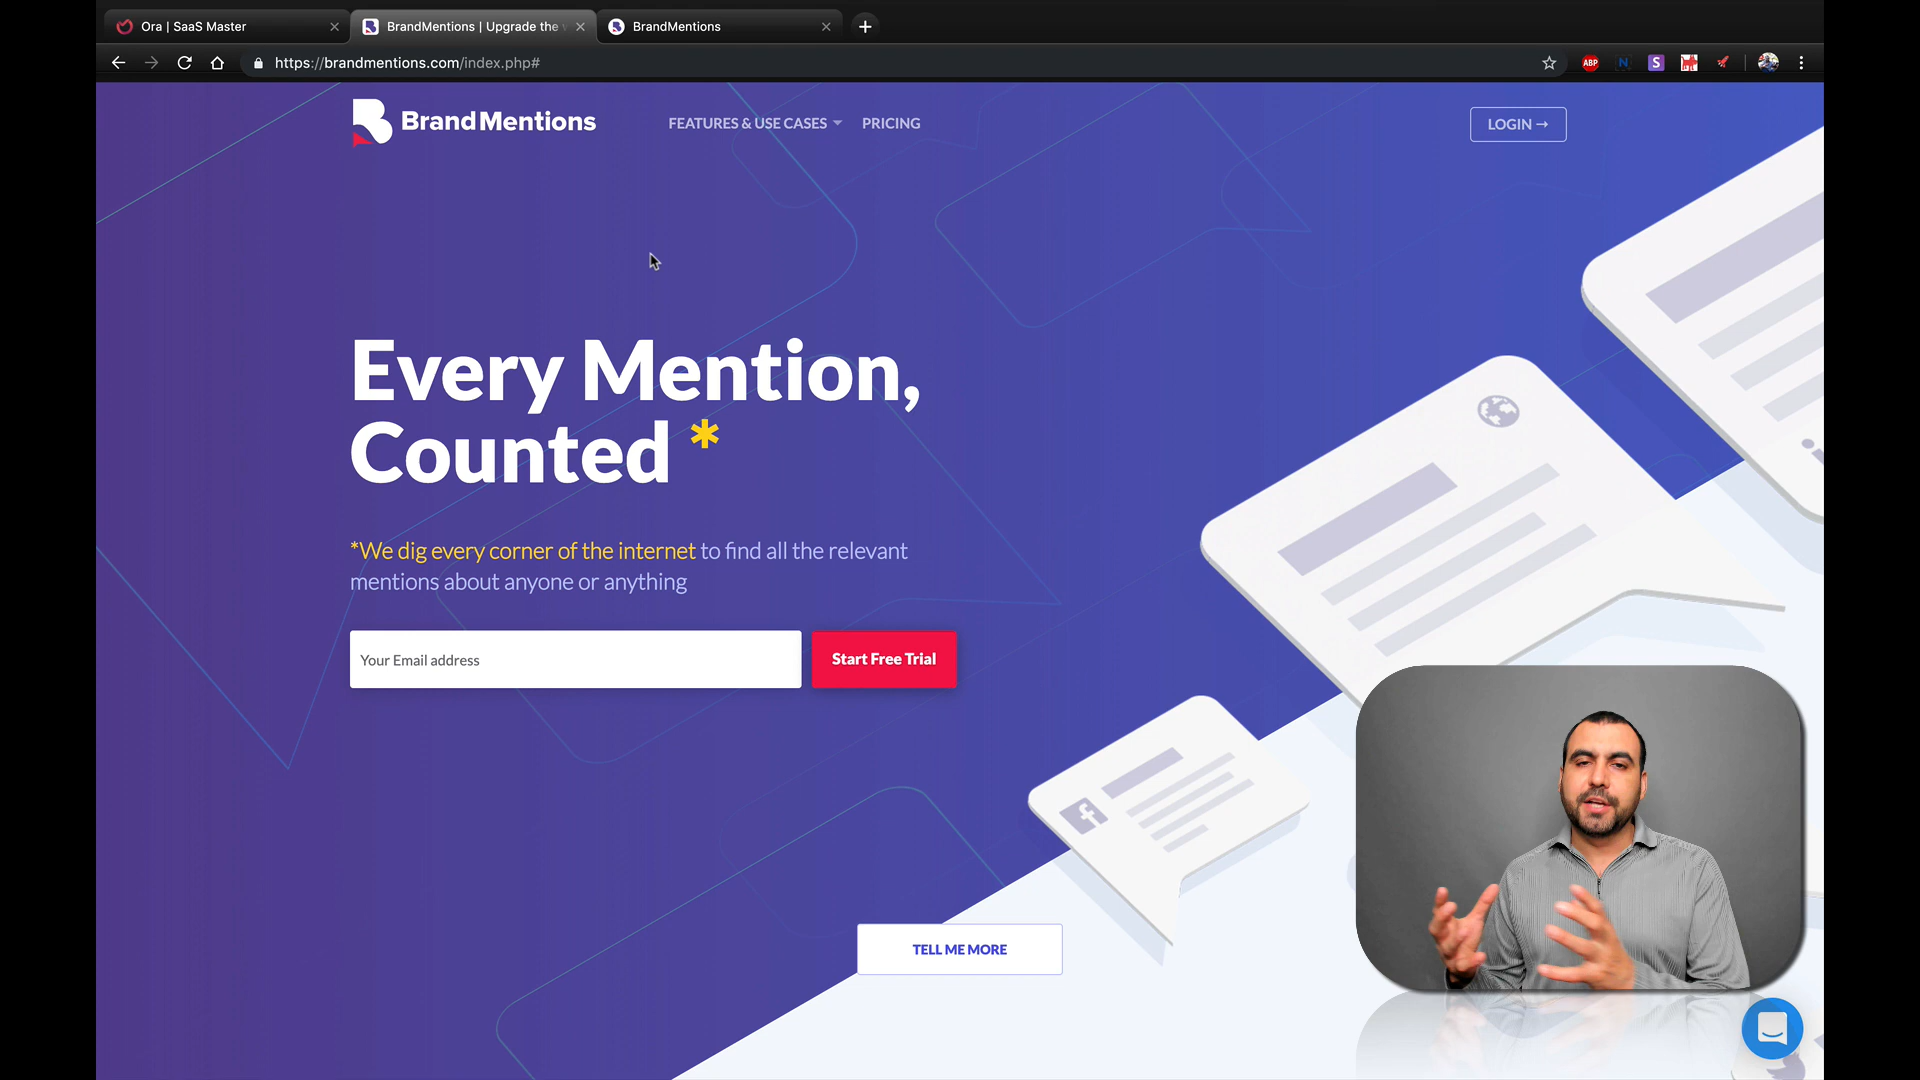 Ora | SaaS Master
BrandMentions | Upgrade the
BrandMentions
https://brandmentions.com/index.php#
ABP
N
S
BrandMentions
FEATURES & USE CASES
PRICING
LOGIN →
Every Mention,
Counted *
*We dig every corner of the internet to find all the relevant
mentions about anyone or anything
Your Email address
Start Free Trial
TELL ME MORE